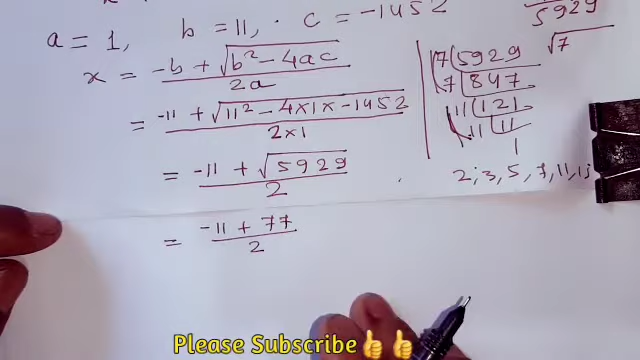 5929
√7
a = 1, b = 11, c = -1452
x = -b + √b² - 4ac / 2a
= -11 + √11² - 4×1×-1452 / 2×1
= -11 + √5929 / 2
= -11 + 77 / 2
7 5929
7 847
11 121
11 11
1
2;3,5,7,11,1;
Please Subscribe👍👍